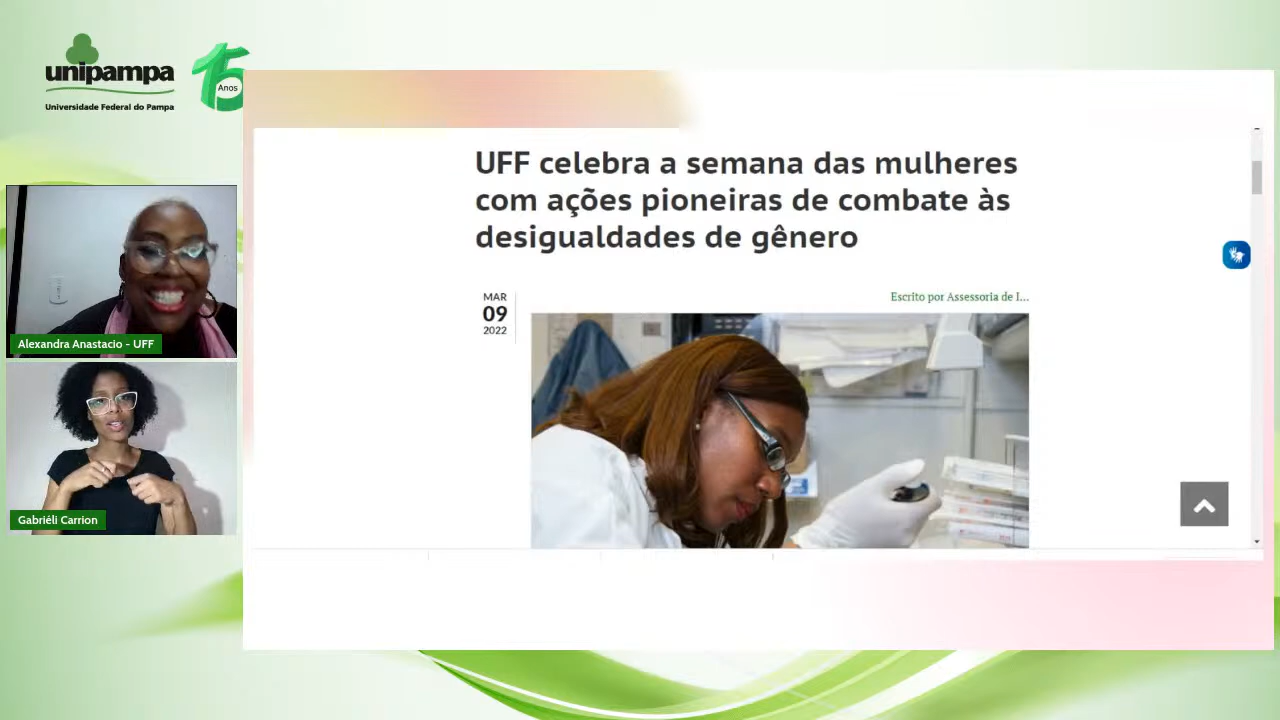 unipampa
Universidade Federal do Pampa
15
Anos
UFF celebra a semana das mulheres
com ações pioneiras de combate às
desigualdades de gênero
MAR
09
2022
Escrito por Assessoria de I...
Alexandra Anastacio - UFF
Gabriéli Carrion